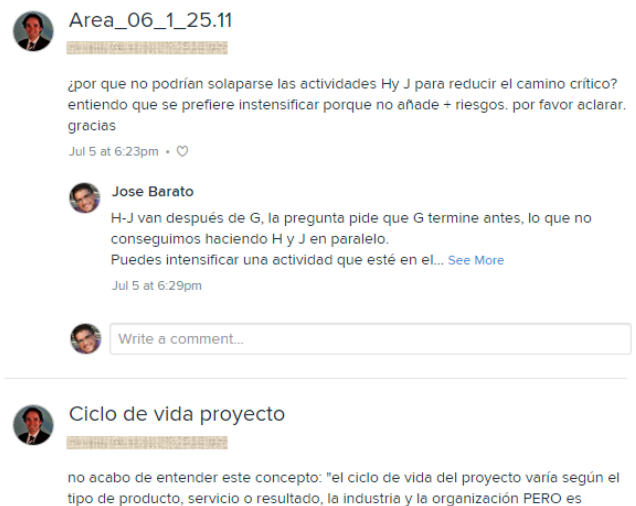 Area_06_1_25.11
¿por que no podrían solaparse las actividades Hy J para reducir el camino crítico?
entiendo que se prefiere instensificar porque no añade + riesgos. por favor aclarar.
gracias
Jul 5 at 6:23pm •
Jose Barato
H-J van después de G, la pregunta pide que G termine antes, lo que no
conseguimos haciendo H y J en paralelo.
Puedes intensificar una actividad que esté en el... See More
Jul 5 at 6:29pm
Write a comment...
Ciclo de vida proyecto
no acabo de entender este concepto: "el ciclo de vida del proyecto varía según el
tipo de producto, servicio o resultado, la industria y la organización PERO es